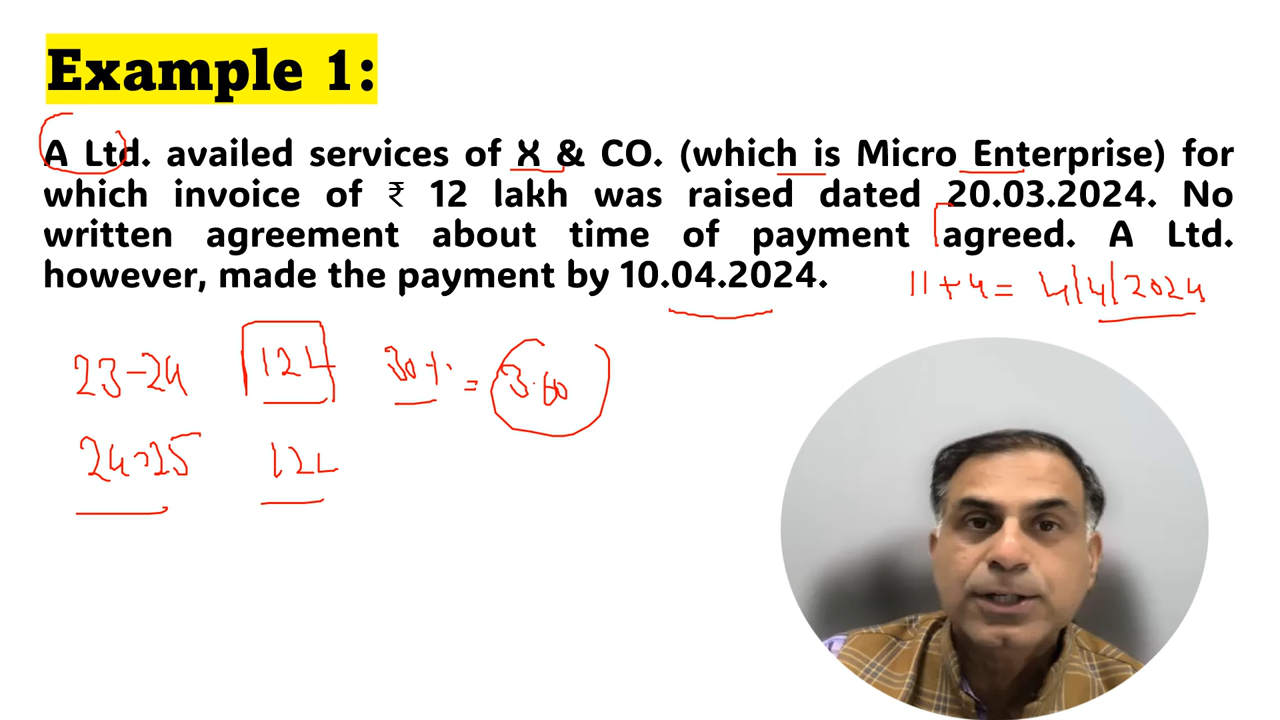 Example 1:
A Ltd. availed services of X & CO. (which is Micro Enterprise) for
which invoice of ₹ 12 lakh was raised dated 20.03.2024. No
written agreement about time of payment agreed. A Ltd.
however, made the payment by 10.04.2024.
11+4= 4/4/2024
23-24 12L 30% = 3.60
24-25 12L